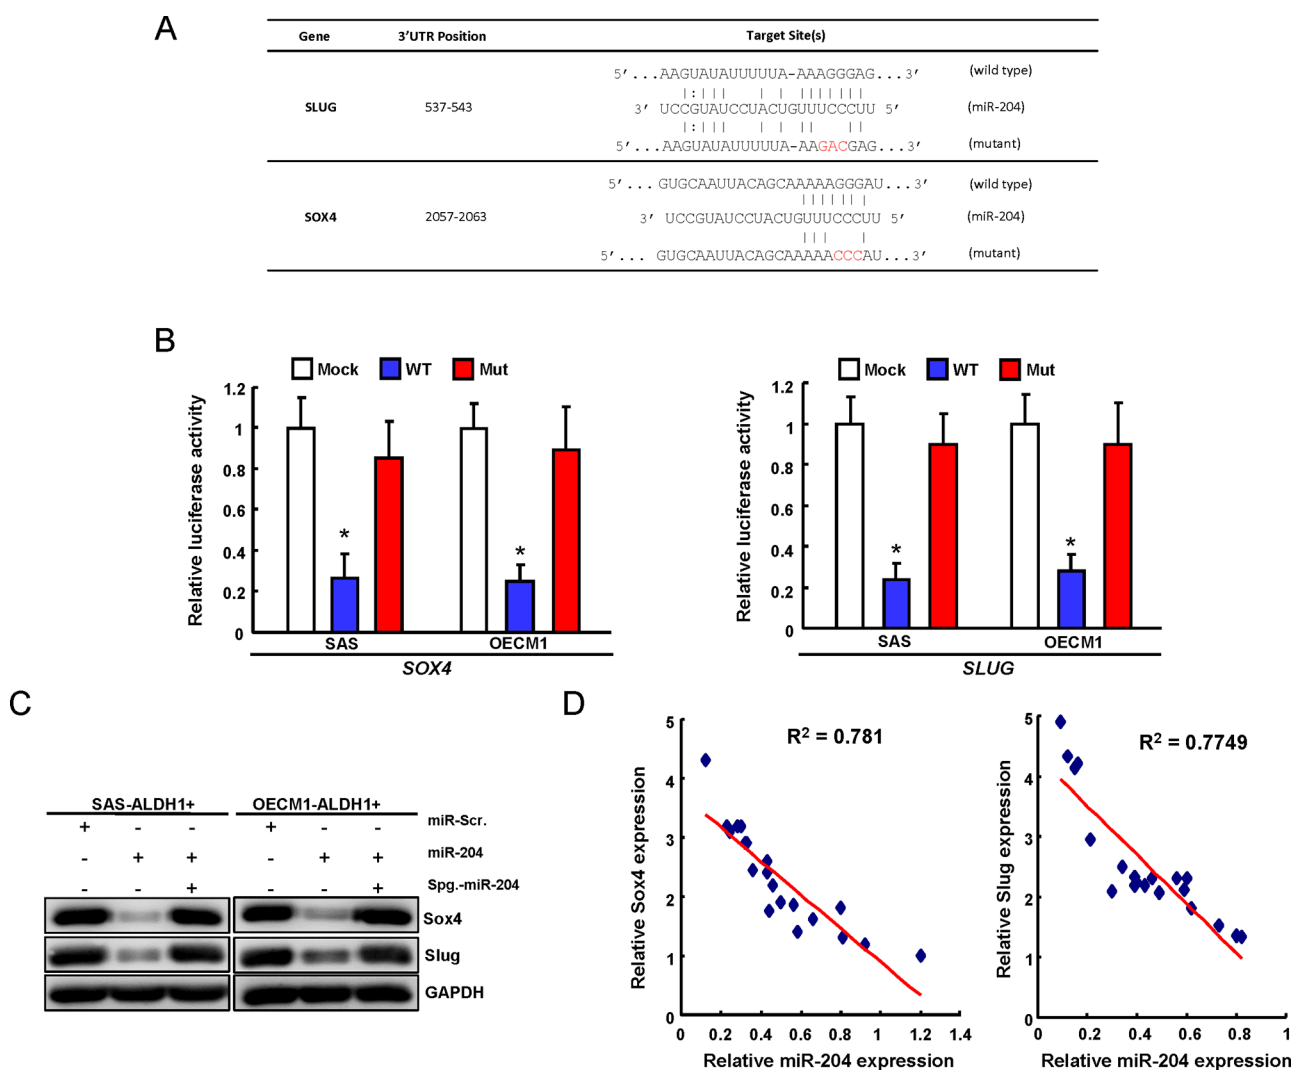 A
Gene 3'UTR Position Target Site(s)
5'...AAGUAUAUUUUUA-AAAGGGAG...3' (wild type)
SLUG 537-543 3' UCCGUAUCCUACUGUUUCCCUU 5' (miR-204)
5'...AAGUAUAUUUUUA-AAGACGAG...3' (mutant)
5'...GUGCAAUUACAGCAAAAAGGGAU...3' (wild type)
SOX4 2057-2063 3' UCCGUAUCCUACUGUUUCCCUU 5' (miR-204)
5'... GUGCAAUUACAGCAAAAACCCAU...3' (mutant)
B
Mock WT Mut
Relative luciferase activity
1.2
1
0.8
0.6
0.4
0.2
0
* *
SAS OECM1
SOX4
Mock WT Mut
Relative luciferase activity
1.2
1
0.8
0.6
0.4
0.2
0
* *
SAS OECM1
SLUG
C
SAS-ALDH1+ OECM1-ALDH1+
+ - - + - - miR-Scr.
- + + - + + miR-204
- - + - - + Spg.-miR-204
Sox4
Slug
GAPDH
D
R² = 0.781
Relative Sox4 expression
5
4
3
2
1
0
0 0.2 0.4 0.6 0.8 1 1.2 1.4
Relative miR-204 expression
R² = 0.7749
Relative Slug expression
5
4
3
2
1
0
0 0.2 0.4 0.6 0.8 1
Relative miR-204 expression